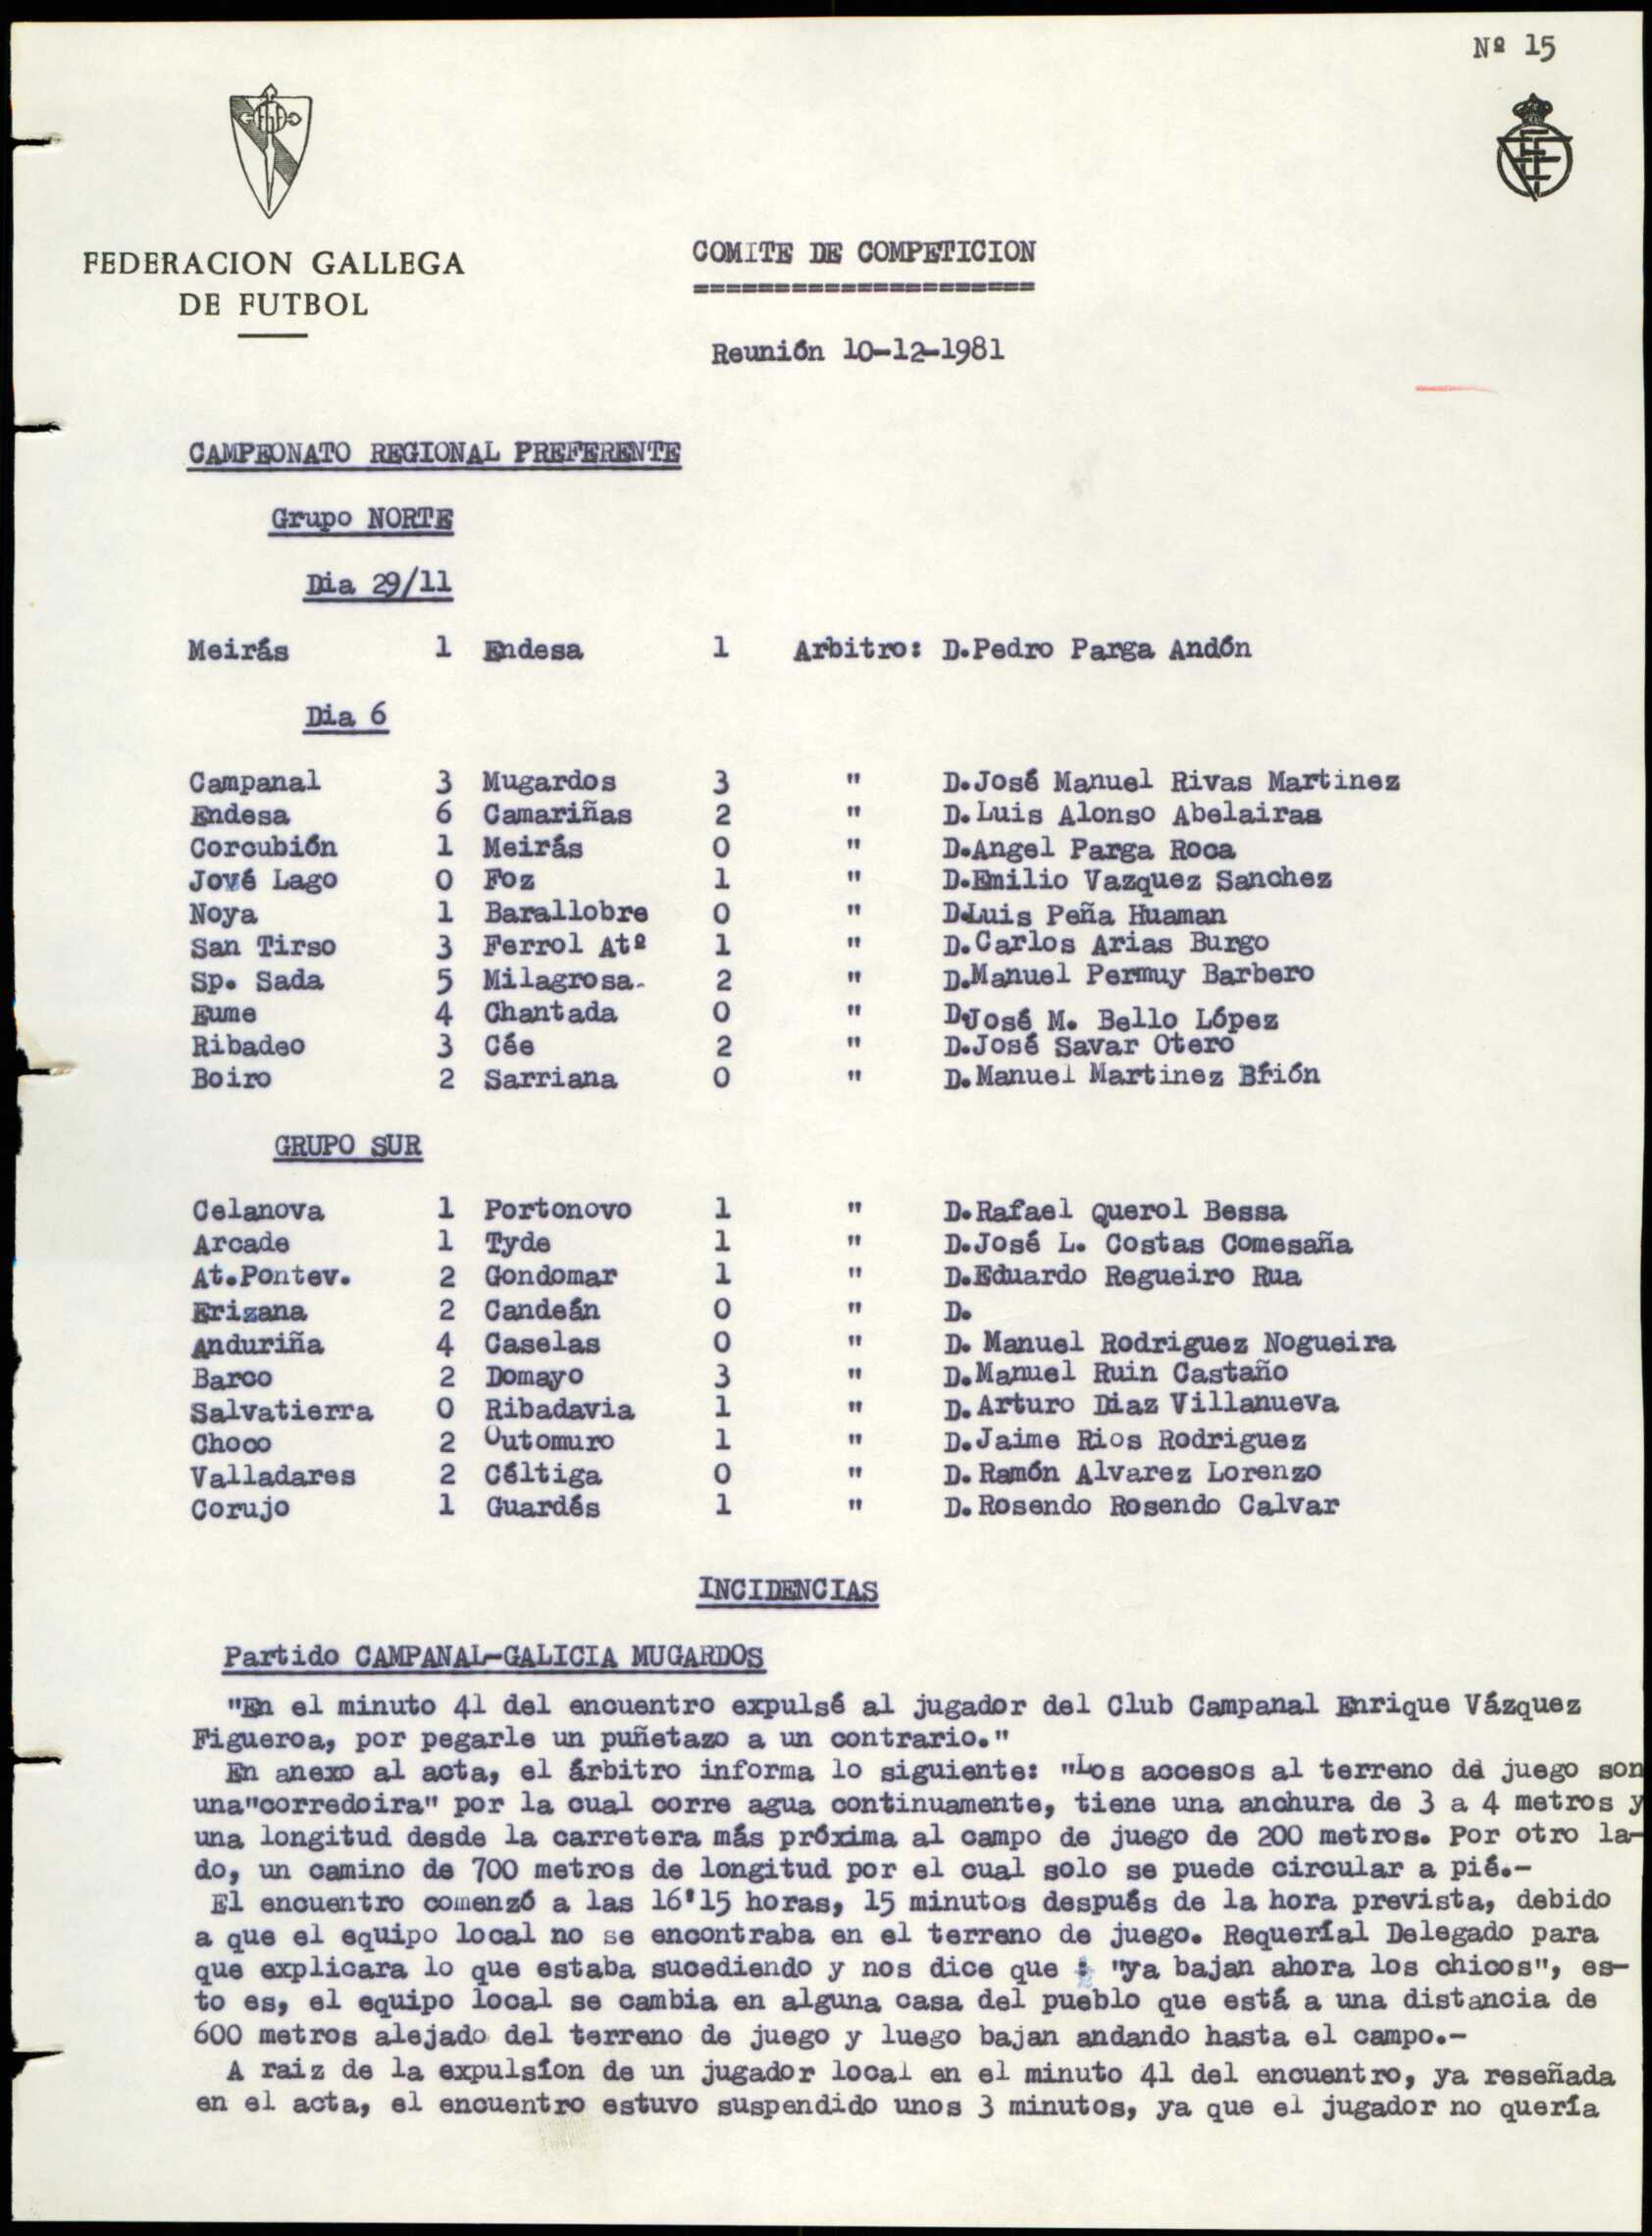 Nº 15
FEDERACION GALLEGA
DE FUTBOL
COMITE DE COMPETICION
=====================
Reunión 10-12-1981
CAMPEONATO REGIONAL PREFERENTE
Grupo NORTE
Dia 29/11
Meirás 1 Endesa 1 Arbitro: D.Pedro Parga Andón
Dia 6
Campanal 3 Mugardos 3 " D.José Manuel Rivas Martinez
Endesa 6 Camariñas 2 " D.Luis Alonso Abelairas
Corcubión 1 Meirás 0 " D.Angel Parga Roca
Jové Lago 0 Foz 1 " D.Emilio Vazquez Sanchez
Noya 1 Barallobre 0 " D.Luis Peña Huaman
San Tirso 3 Ferrol Atº 1 " D.Carlos Arias Burgo
Sp. Sada 5 Milagrosa. 2 " D.Manuel Permuy Barbero
Eume 4 Chantada 0 " D.José M. Bello López
Ribadeo 3 Cée 2 " D.José Savar Otero
Boiro 2 Sarriana 0 " D.Manuel Martinez Brión
GRUPO SUR
Celanova 1 Portonovo 1 " D.Rafael Querol Bessa
Arcade 1 Tyde 1 " D.José L. Costas Comesaña
At.Pontev. 2 Gondomar 1 " D.Eduardo Regueiro Rua
Erizana 2 Candeán 0 " D.
Anduriña 4 Caselas 0 " D. Manuel Rodriguez Nogueira
Barco 2 Domayo 3 " D.Manuel Ruin Castaño
Salvatierra 0 Ribadavia 1 " D.Arturo Diaz Villanueva
Choco 2 Outomuro 1 " D.Jaime Rios Rodriguez
Valladares 2 Céltiga 0 " D.Ramón Alvarez Lorenzo
Corujo 1 Guardés 1 " D.Rosendo Rosendo Calvar
INCIDENCIAS
Partido CAMPANAL-GALICIA MUGARDOS
"En el minuto 41 del encuentro expulsé al jugador del Club Campanal Enrique Vázquez
Figueroa, por pegarle un puñetazo a un contrario."
En anexo al acta, el árbitro informa lo siguiente: "Los accesos al terreno de juego son
una"corredoira" por la cual corre agua continuamente, tiene una anchura de 3 a 4 metros y
una longitud desde la carretera más próxima al campo de juego de 200 metros. Por otro la-
do, un camino de 700 metros de longitud por el cual solo se puede circular a pié.-
El encuentro comenzó a las 16'15 horas, 15 minutos después de la hora prevista, debido
a que el equipo local no se encontraba en el terreno de juego. Requeríal Delegado para
que explicara lo que estaba sucediendo y nos dice que : "ya bajan ahora los chicos", es-
to es, el equipo local se cambia en alguna casa del pueblo que está a una distancia de
600 metros alejado del terreno de juego y luego bajan andando hasta el campo.-
A raiz de la expulsíon de un jugador local en el minuto 41 del encuentro, ya reseñada
en el acta, el encuentro estuvo suspendido unos 3 minutos, ya que el jugador no quería